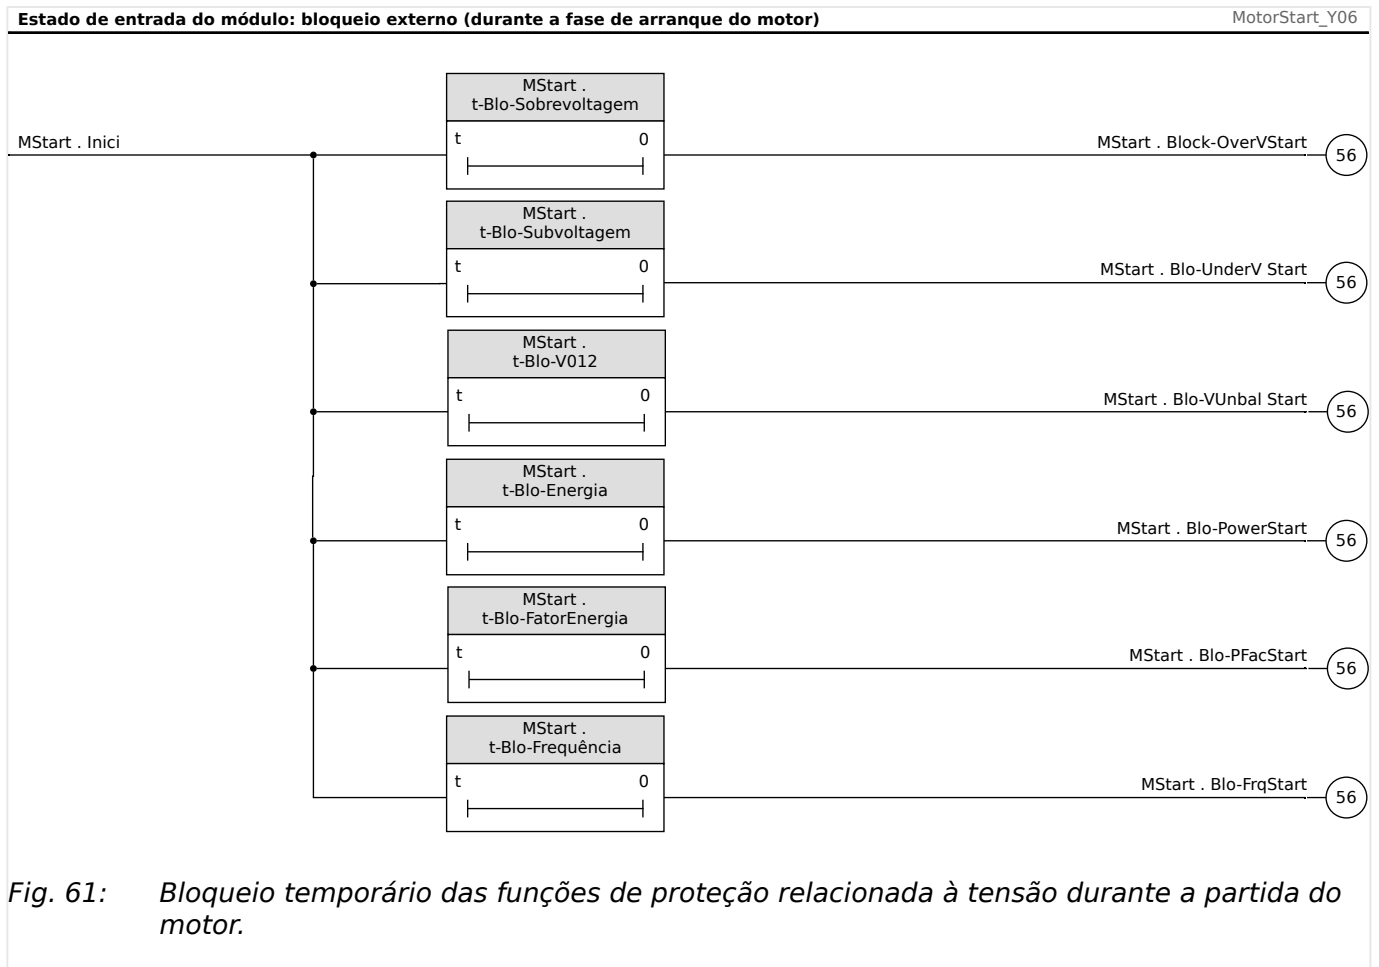 Estado de entrada do módulo: bloqueio externo (durante a fase de arranque do motor)
MotorStart_Y06
MStart .
t-Blo-Sobrevoltagem
t 0
MStart . Inici
MStart . Block-OverVStart
56
MStart .
t-Blo-Subvoltagem
t 0
MStart . Blo-UnderV Start
56
MStart .
t-Blo-V012
t 0
MStart . Blo-VUnbal Start
56
MStart .
t-Blo-Energia
t 0
MStart . Blo-PowerStart
56
MStart .
t-Blo-FatorEnergia
t 0
MStart . Blo-PFacStart
56
MStart .
t-Blo-Frequência
t 0
MStart . Blo-FrqStart
56
Fig. 61: Bloqueio temporário das funções de proteção relacionada à tensão durante a partida do
motor.